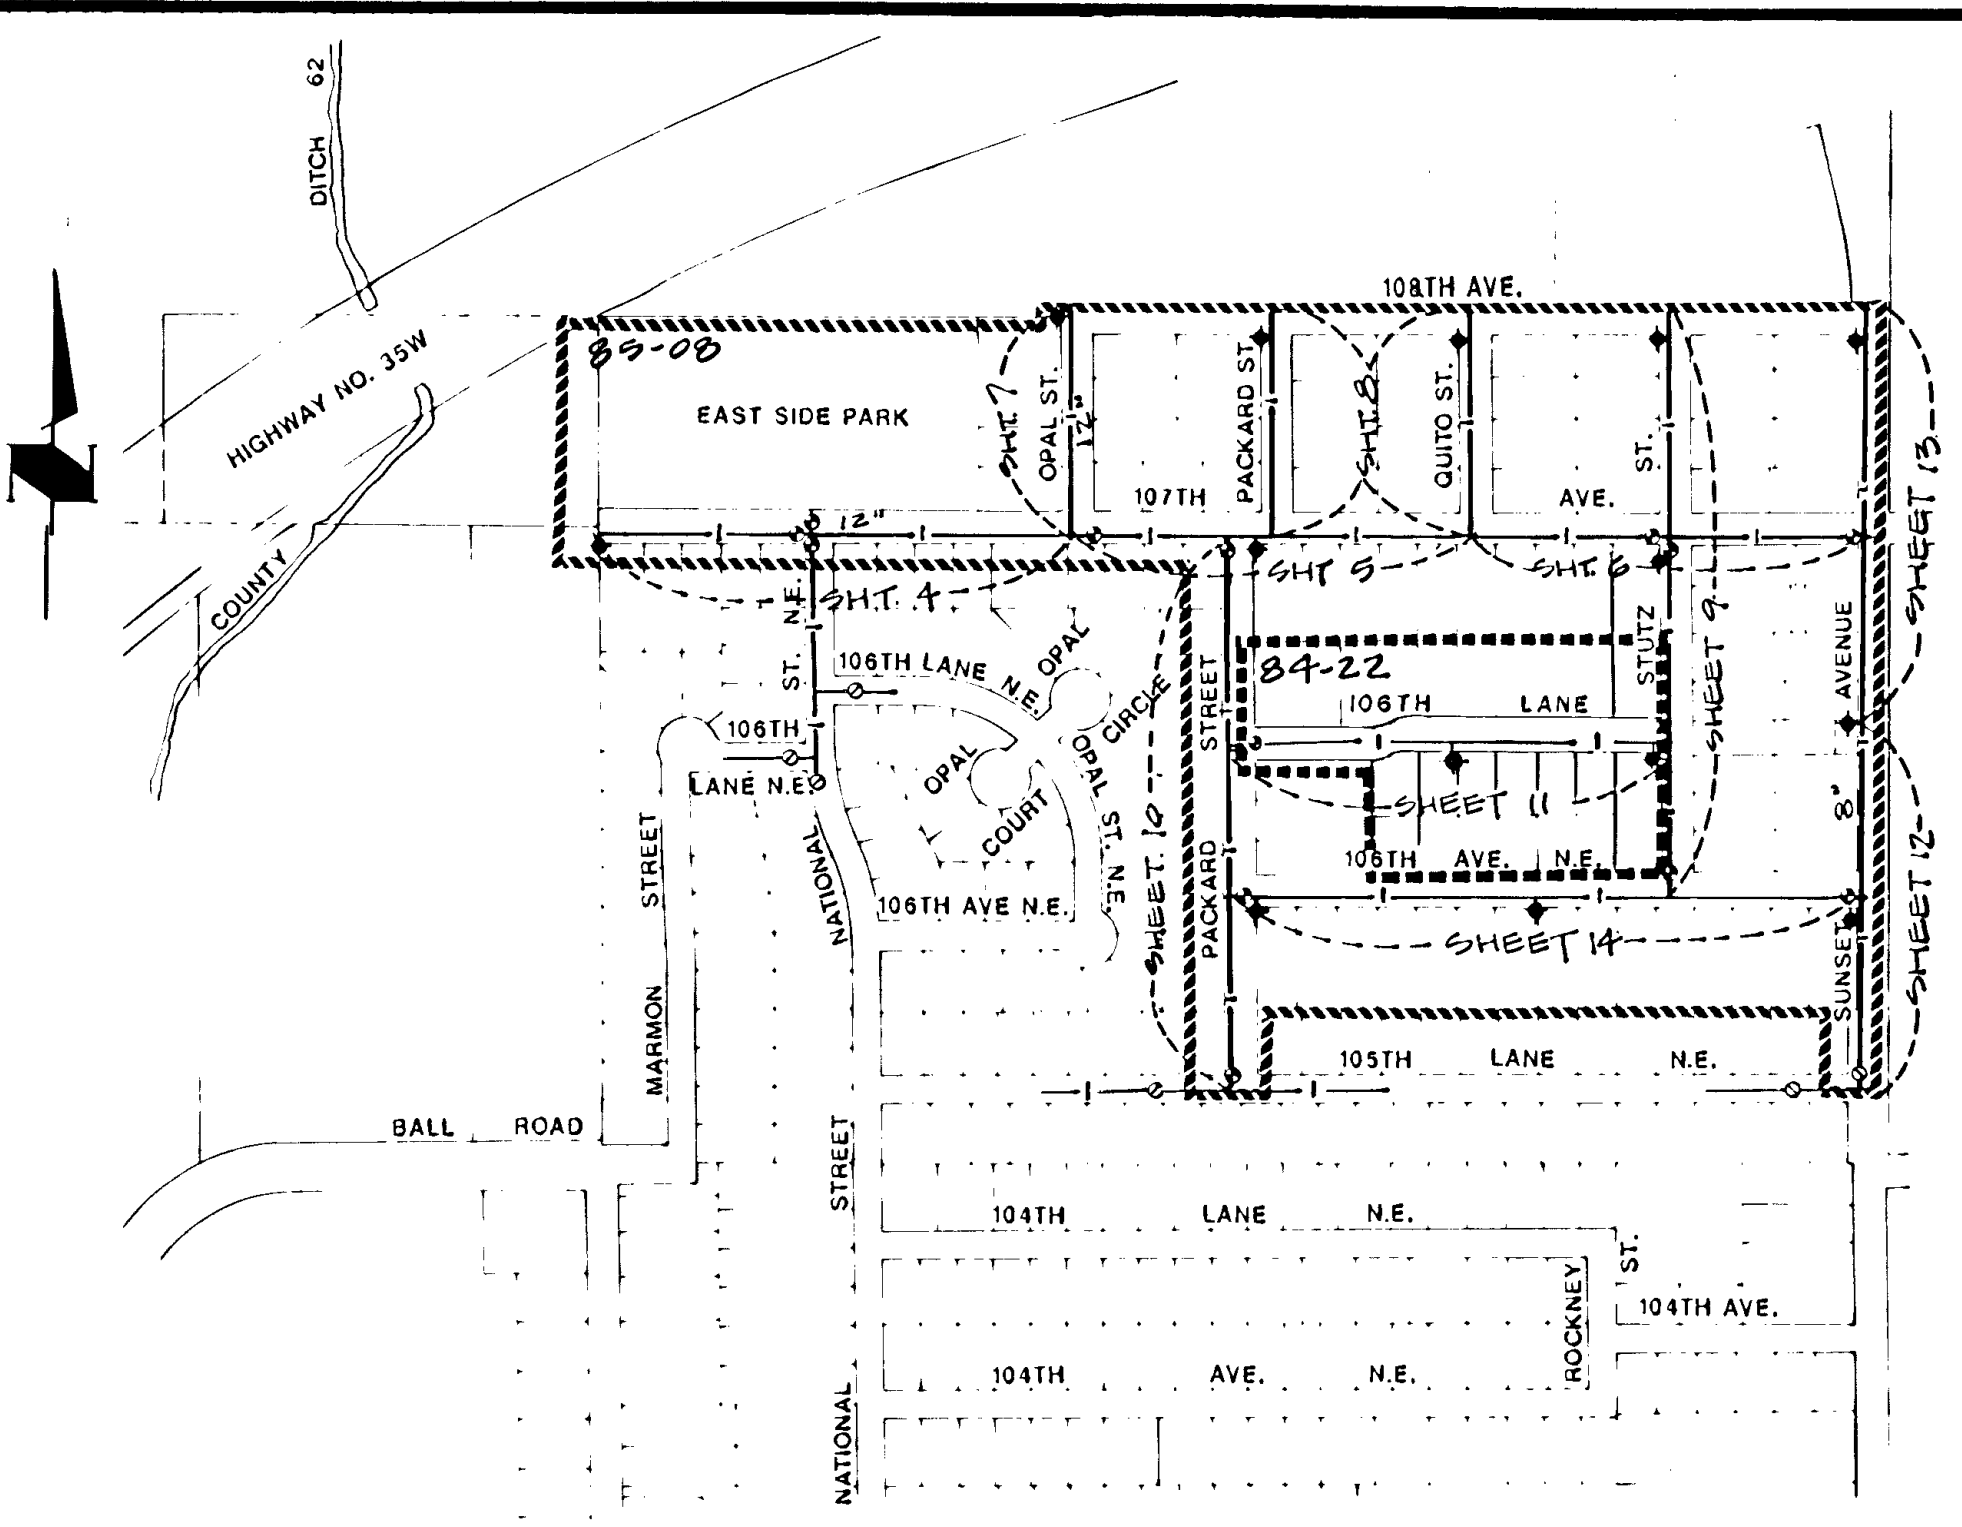 DITCH 62
HIGHWAY NO. 35W
COUNTY
108TH AVE.
85-08
EAST SIDE PARK
SHT. 7
OPAL ST.
12"
PACKARD ST.
SHT. 8
QUITO ST.
ST.
107TH AVE.
12"
SHEET 13
SHT. 4
SHT 5
SHT. 6
ST. N.E.
106TH LANE N.E.
OPAL CIRCLE
106TH
LANE N.E.
OPAL COURT
OPAL ST. N.E.
84-22
STUTZ
SHEET 9
AVENUE
106TH LANE
STREET
SHEET 11
8"
SHEET 12
SHEET 10
PACKARD
106TH AVE. N.E.
STREET
NATIONAL
106TH AVE N.E.
SHEET 14
SUNSET
MARMON
105TH LANE N.E.
BALL ROAD
STREET
104TH LANE N.E.
ST.
ROCKNEY
104TH AVE.
104TH AVE. N.E.
NATIONAL